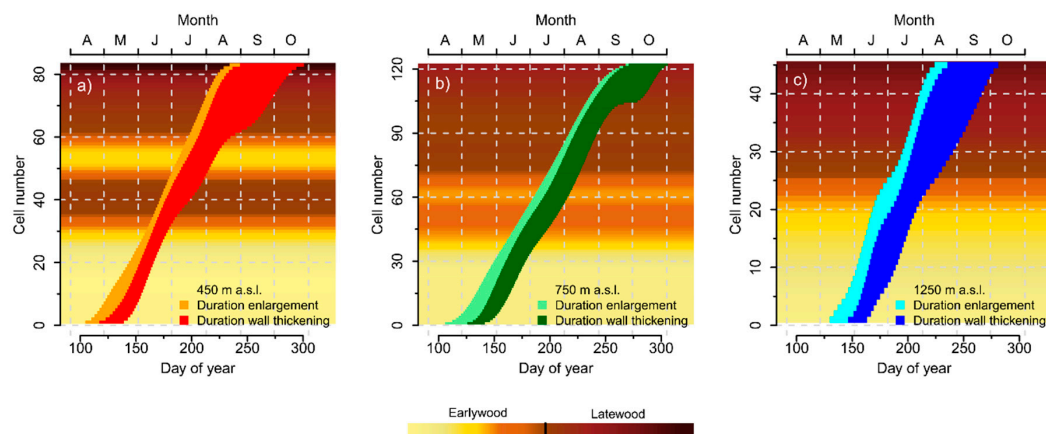 Month
A M J J A S O
a)
Cell number
80
60
40
20
0
450 m a.s.l.
Duration enlargement
Duration wall thickening
100 150 200 250 300
Day of year
Month
A M J J A S O
b)
Cell number
120
90
60
30
0
750 m a.s.l.
Duration enlargement
Duration wall thickening
100 150 200 250 300
Day of year
Month
A M J J A S O
c)
Cell number
40
30
20
10
0
1250 m a.s.l.
Duration enlargement
Duration wall thickening
100 150 200 250 300
Day of year
Earlywood Latewood